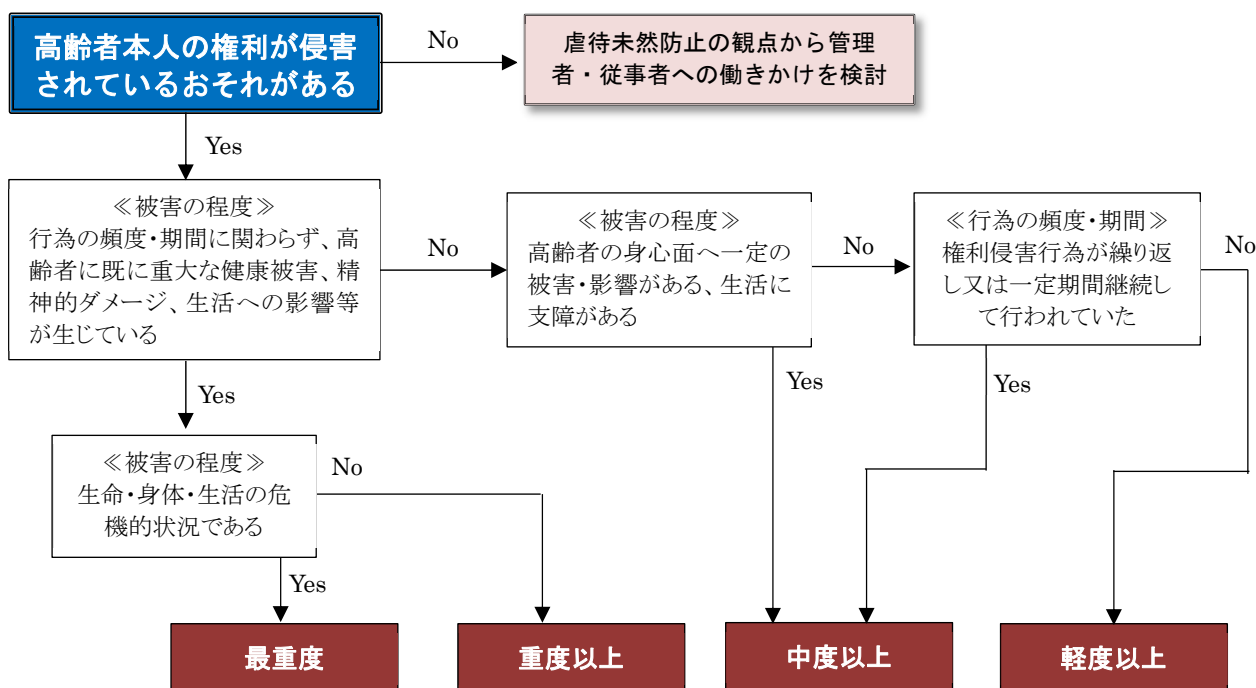 高齢者本人の権利が侵害
されているおそれがある
No
虐待未然防止の観点から管理
者・従事者への働きかけを検討
Yes
≪被害の程度≫
行為の頻度・期間に関わらず、高
齢者に既に重大な健康被害、精
神的ダメージ、生活への影響等
が生じている
No
≪被害の程度≫
高齢者の身心面へ一定の
被害・影響がある、生活に
支障がある
No
≪行為の頻度・期間≫
権利侵害行為が繰り返
し又は一定期間継続し
て行われていた
No
Yes
Yes
Yes
≪被害の程度≫
生命・身体・生活の危
機的状況である
No
Yes
最重度
重度以上
中度以上
軽度以上